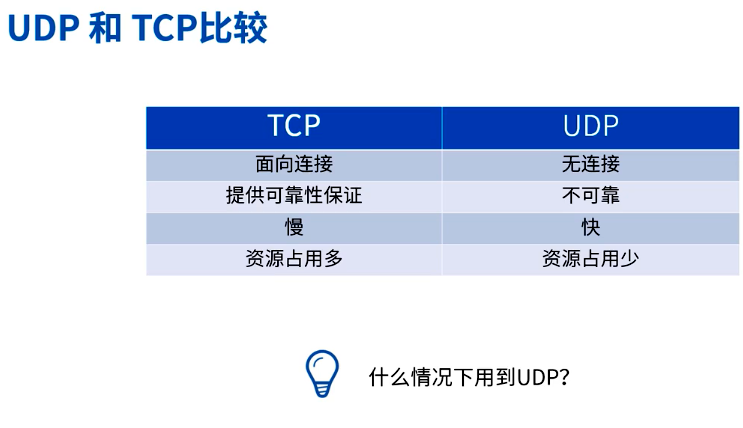 UDP 和 TCP比较
TCP UDP
面向连接 无连接
提供可靠性保证 不可靠
慢 快
资源占用多 资源占用少
什么情况下用到UDP？